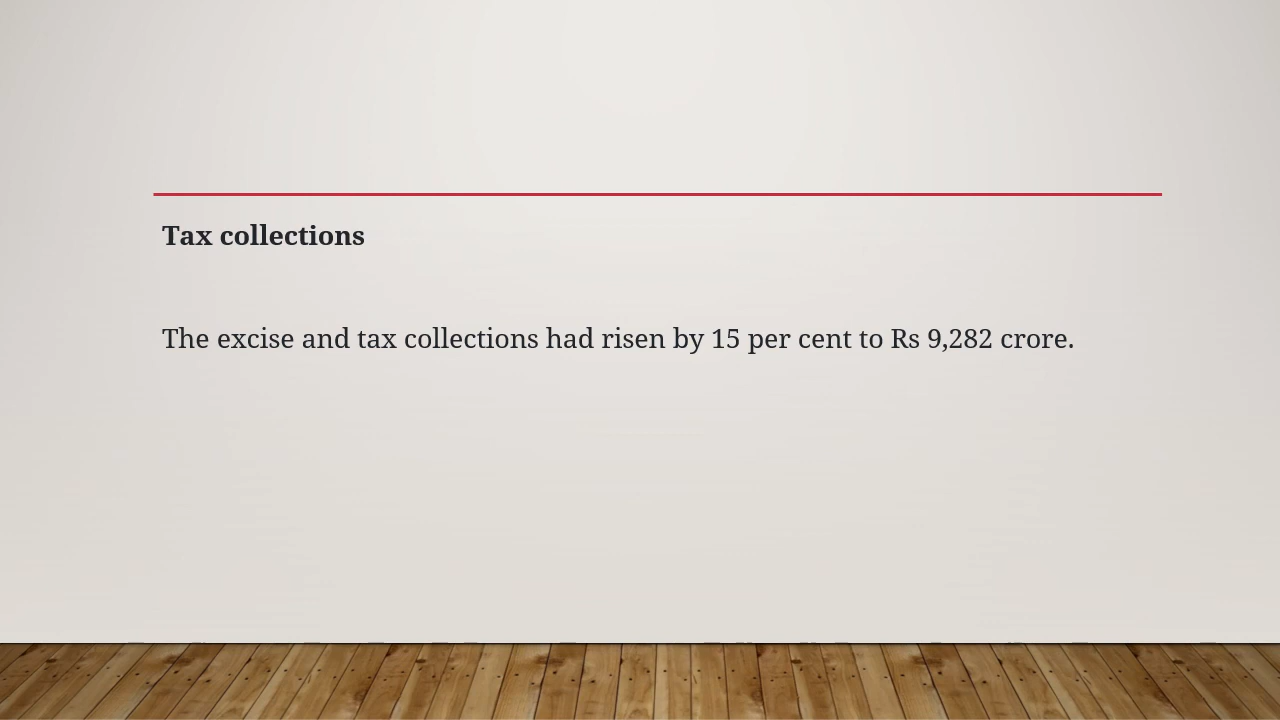 Tax collections
The excise and tax collections had risen by 15 per cent to Rs 9,282 crore.